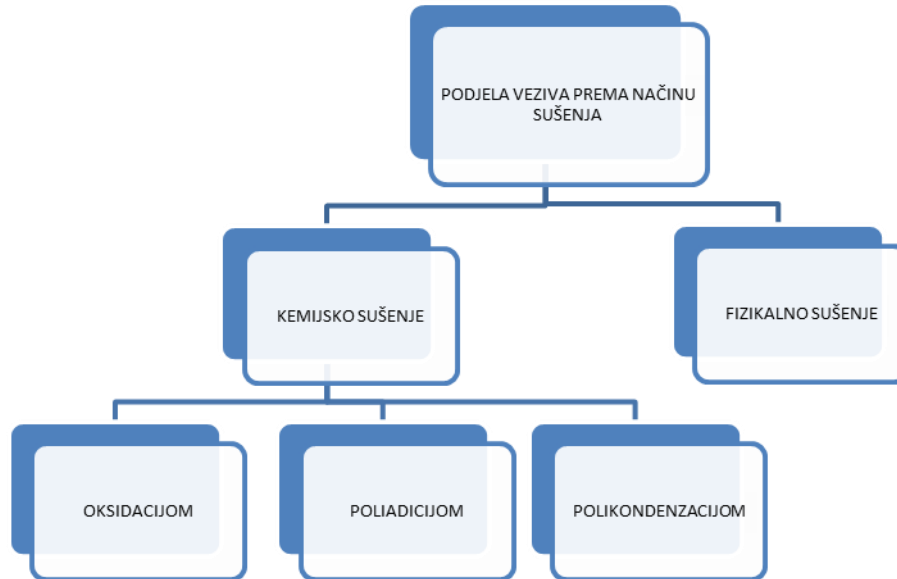 PODJELA VEZIVA PREMA NAČINU
SUŠENJA
KEMIJSKO SUŠENJE
FIZIKALNO SUŠENJE
OKSIDACIJOM
POLIADICIJOM
POLIKONDENZACIJOM